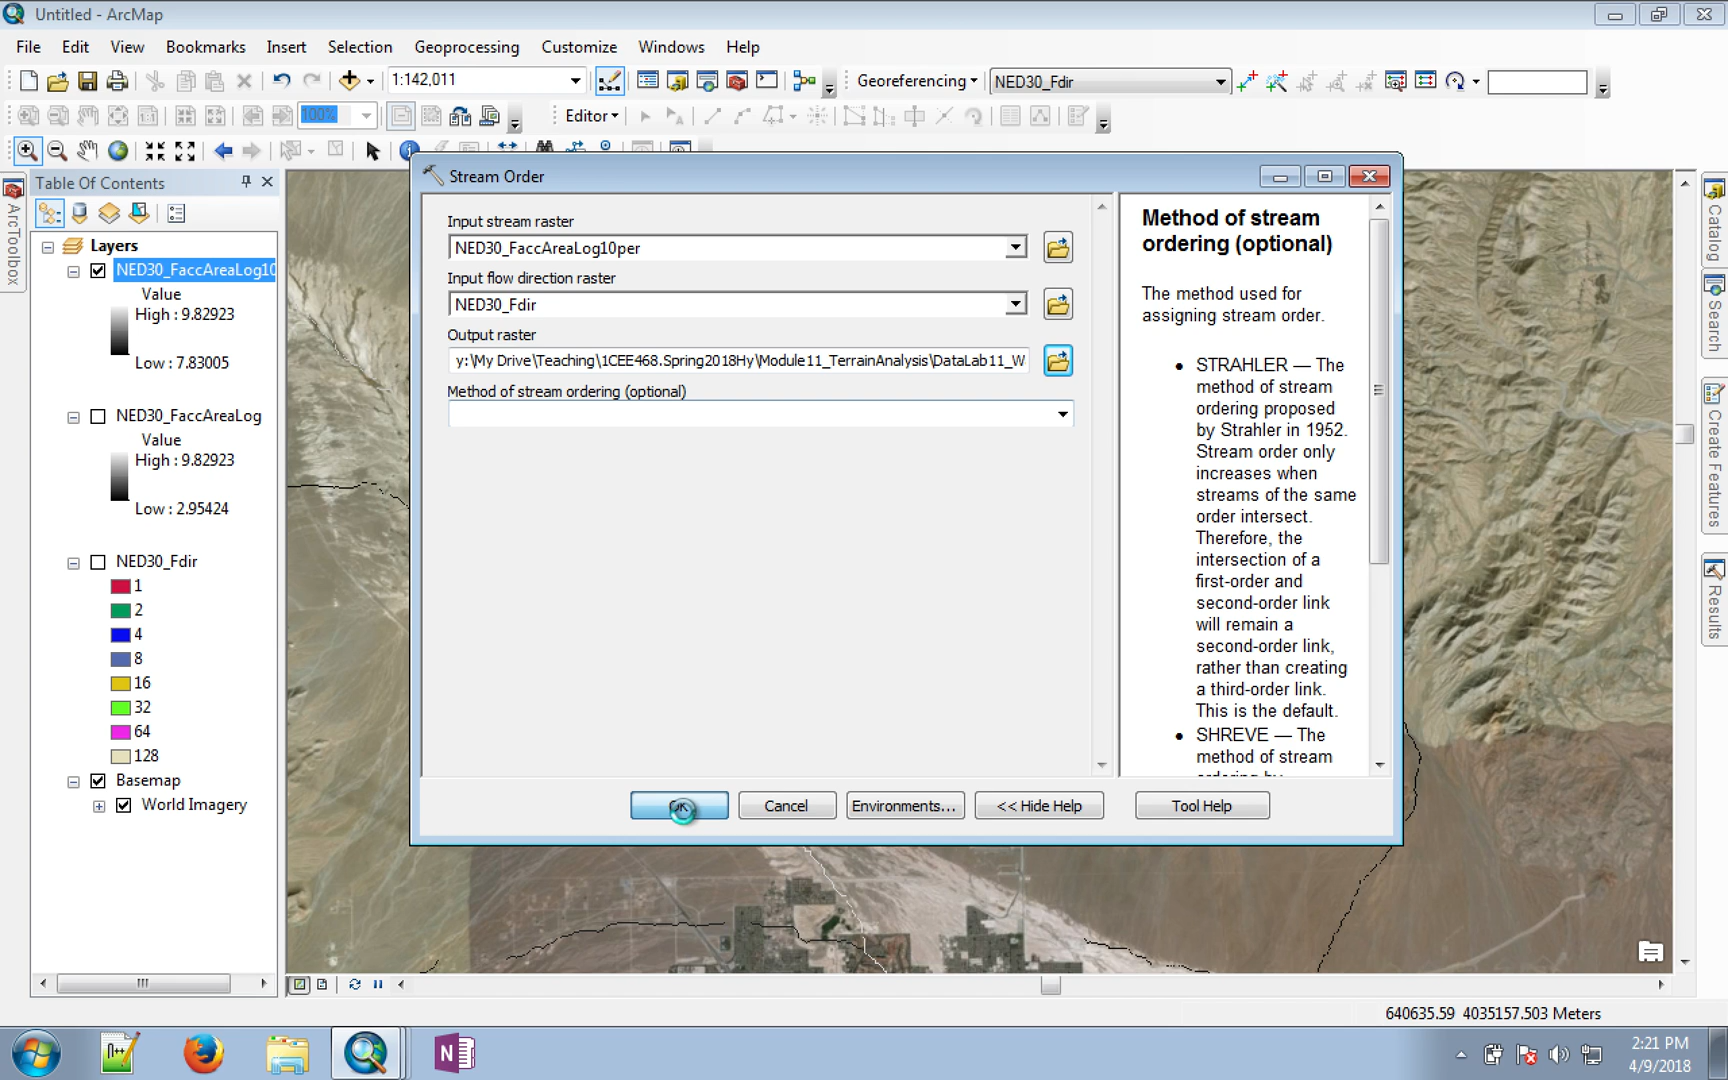 Untitled - ArcMap
File Edit View Bookmarks Insert Selection Geoprocessing Customize Windows Help
1:142,011 Georeferencing NED30_Fdir
100% Editor
Table Of Contents
ArcToolbox
Layers
NED30_FaccAreaLog10
Value
High : 9.82923
Low : 7.83005
NED30_FaccAreaLog
Value
High : 9.82923
Low : 2.95424
NED30_Fdir
1
2
4
8
16
32
64
128
Basemap
World Imagery
Stream Order
Input stream raster
NED30_FaccAreaLog10per
Input flow direction raster
NED30_Fdir
Output raster
y:\My Drive\Teaching\1CEE468.Spring2018Hy\Module11_TerrainAnalysis\DataLab11_W
Method of stream ordering (optional)
OK Cancel Environments... << Hide Help Tool Help
Method of stream
ordering (optional)
The method used for
assigning stream order.
• STRAHLER — The
method of stream
ordering proposed
by Strahler in 1952.
Stream order only
increases when
streams of the same
order intersect.
Therefore, the
intersection of a
first-order and
second-order link
will remain a
second-order link,
rather than creating
a third-order link.
This is the default.
• SHREVE — The
method of stream
Catalog
Search
Create Features
Results
640635.59 4035157.503 Meters
2:21 PM
4/9/2018